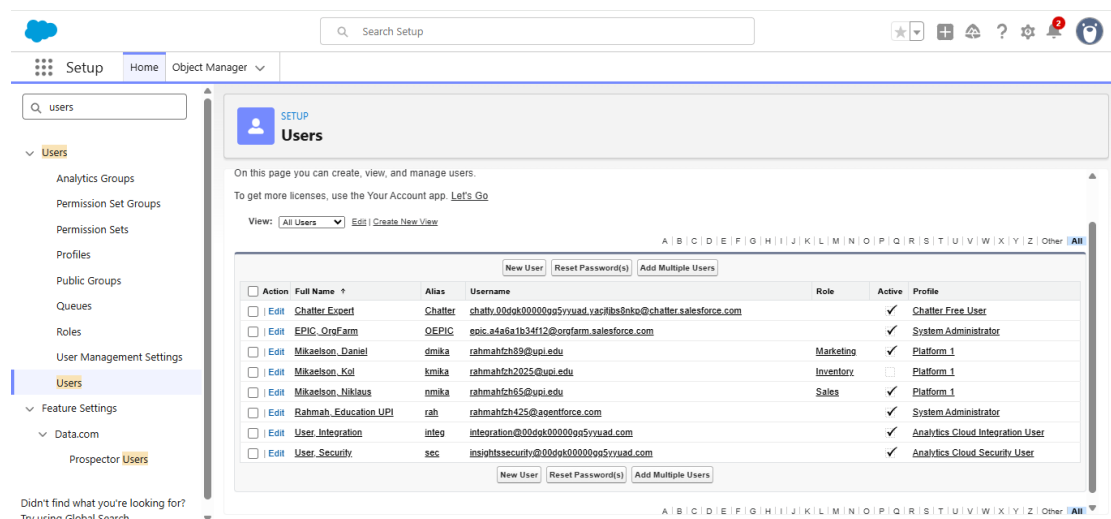 Search Setup
2
Setup
Home
Object Manager
users
SETUP
Users
Users
Analytics Groups
Permission Set Groups
Permission Sets
Profiles
Public Groups
Queues
Roles
User Management Settings
Users
Feature Settings
Data.com
Prospector Users
Didn't find what you're looking for?
Try using Global Search.
On this page you can create, view, and manage users.
To get more licenses, use the Your Account app. Let's Go
View: All Users Edit | Create New View
A | B | C | D | E | F | G | H | I | J | K | L | M | N | O | P | Q | R | S | T | U | V | W | X | Y | Z | Other All
New User Reset Password(s) Add Multiple Users
Action Full Name ↑ Alias Username Role Active Profile
| Edit Chatter Expert Chatter chatty.00dgk00000gq5yyuad.yacjljbs8nkp@chatter.salesforce.com Chatter Free User
| Edit EPIC, OrgFarm OEPIC epic.a4a6a1b34f12@orgfarm.salesforce.com System Administrator
| Edit Mikaelson, Daniel dmika rahmahfzh89@upi.edu Marketing Platform 1
| Edit Mikaelson, Kol kmika rahmahfzh2025@upi.edu Inventory Platform 1
| Edit Mikaelson, Niklaus nmika rahmahfzh65@upi.edu Sales Platform 1
| Edit Rahmah, Education UPI rah rahmahfzh425@agentforce.com System Administrator
| Edit User, Integration integ integration@00dgk00000gq5yyuad.com Analytics Cloud Integration User
| Edit User, Security sec insightssecurity@00dgk00000gq5yyuad.com Analytics Cloud Security User
New User Reset Password(s) Add Multiple Users
A | B | C | D | E | F | G | H | I | J | K | L | M | N | O | P | Q | R | S | T | U | V | W | X | Y | Z | Other All